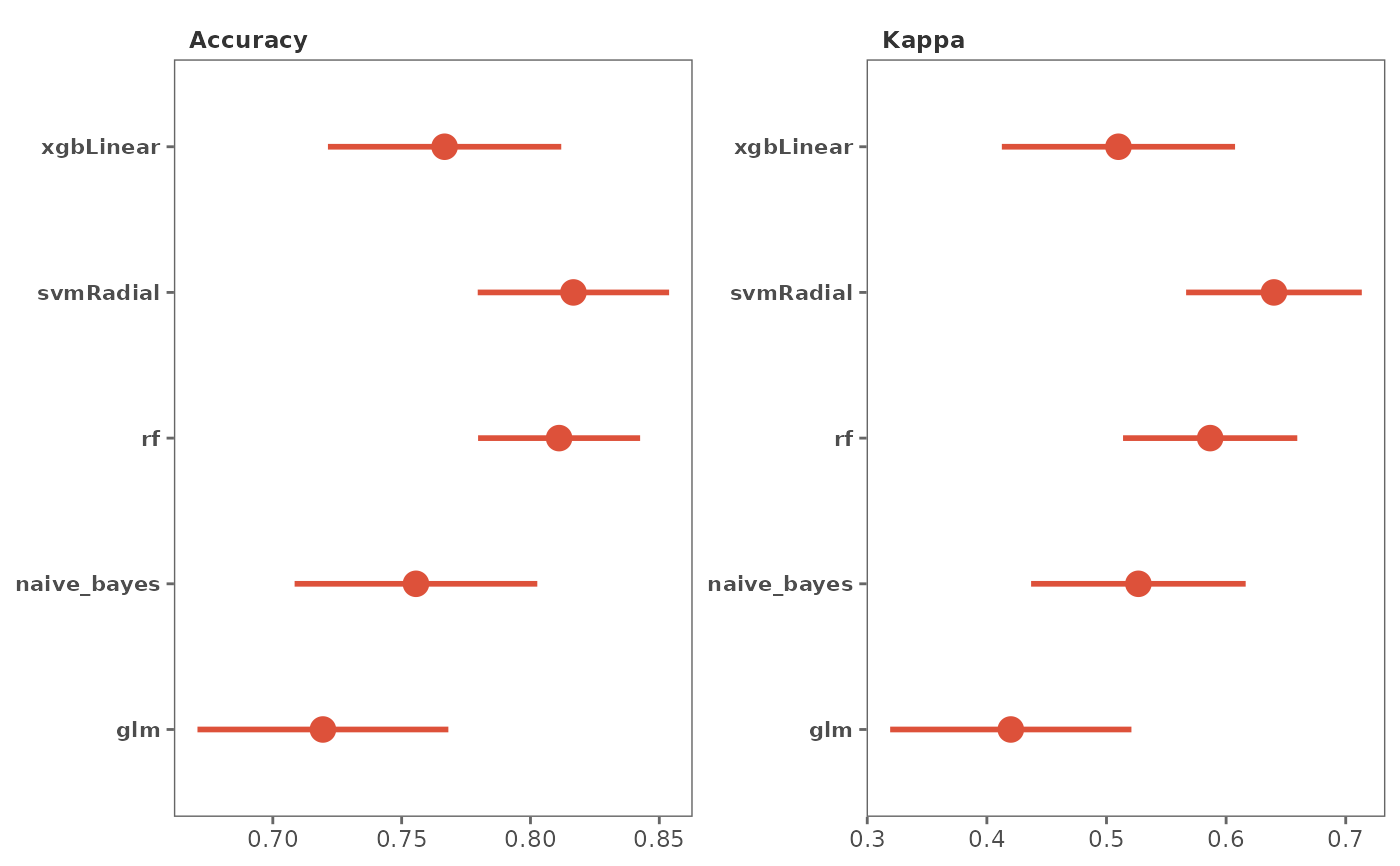 Accuracy
xgbLinear
svmRadial
rf
naive_bayes
glm
0.70 0.75 0.80 0.85
Kappa
xgbLinear
svmRadial
rf
naive_bayes
glm
0.3 0.4 0.5 0.6 0.7